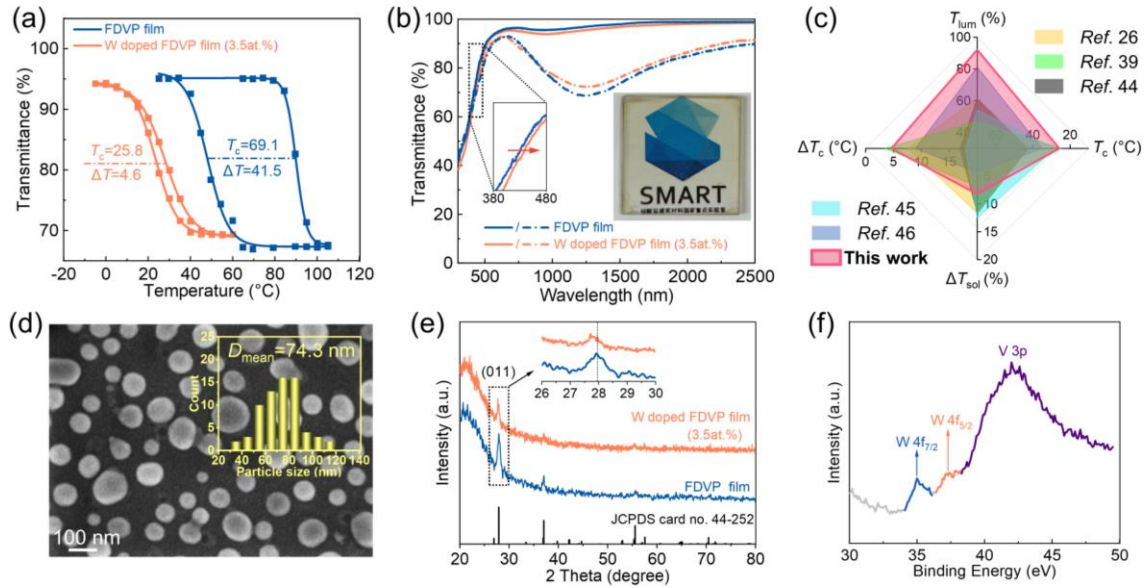 (a)
FDVP film
W doped FDVP film (3.5at.%)
Transmittance (%)
100
95
90
85
80
75
70
Tc=25.8
ΔT=4.6
Tc=69.1
ΔT=41.5
-20 0 20 40 60 80 100 120
Temperature (°C)
(b)
Transmittance (%)
100
80
60
40
20
0
380 480
SMART
/ FDVP film
/ W doped FDVP film (3.5at.%)
500 1000 1500 2000 2500
Wavelength (nm)
(c)
Tlum (%)
100
80
60
40
20
Tc (°C)
ΔTc (°C)
0 5
10
15
20
ΔTsol (%)
Ref. 26
Ref. 39
Ref. 44
Ref. 45
Ref. 46
This work
(d)
Dmean=74.3 nm
Count
25
20
15
10
5
0
20 40 60 80 100 120 140
Particle size (nm)
100 nm
(e)
Intensity (a.u.)
(011)
26 27 28 29 30
W doped FDVP film
(3.5at.%)
FDVP film
JCPDS card no. 44-252
20 30 40 50 60 70 80
2 Theta (degree)
(f)
Intensity (a.u.)
V 3p
W 4f5/2
W 4f7/2
30 35 40 45 50
Binding Energy (eV)